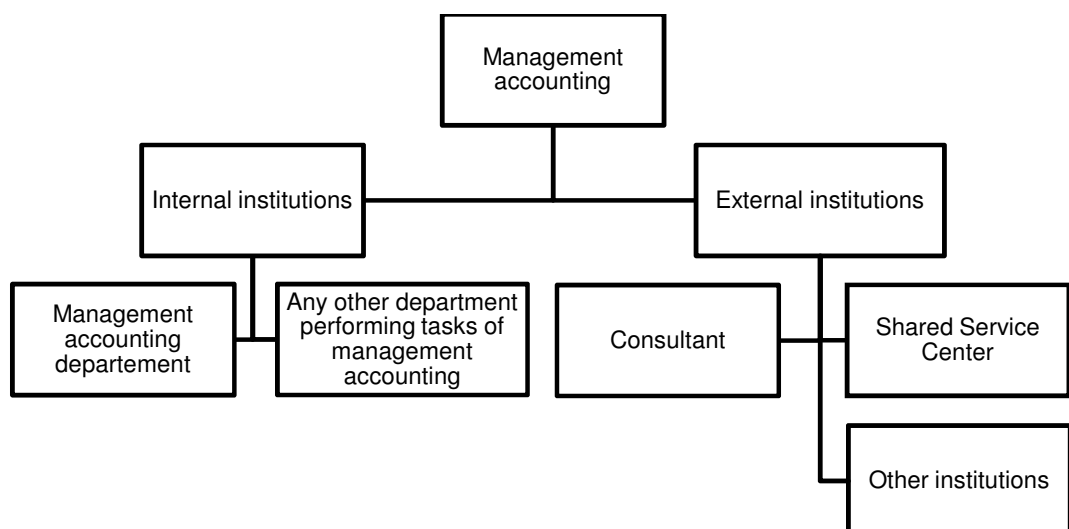 Management
accounting
Internal institutions
External institutions
Management
accounting
departement
Any other department
performing tasks of
management
accounting
Consultant
Shared Service
Center
Other institutions